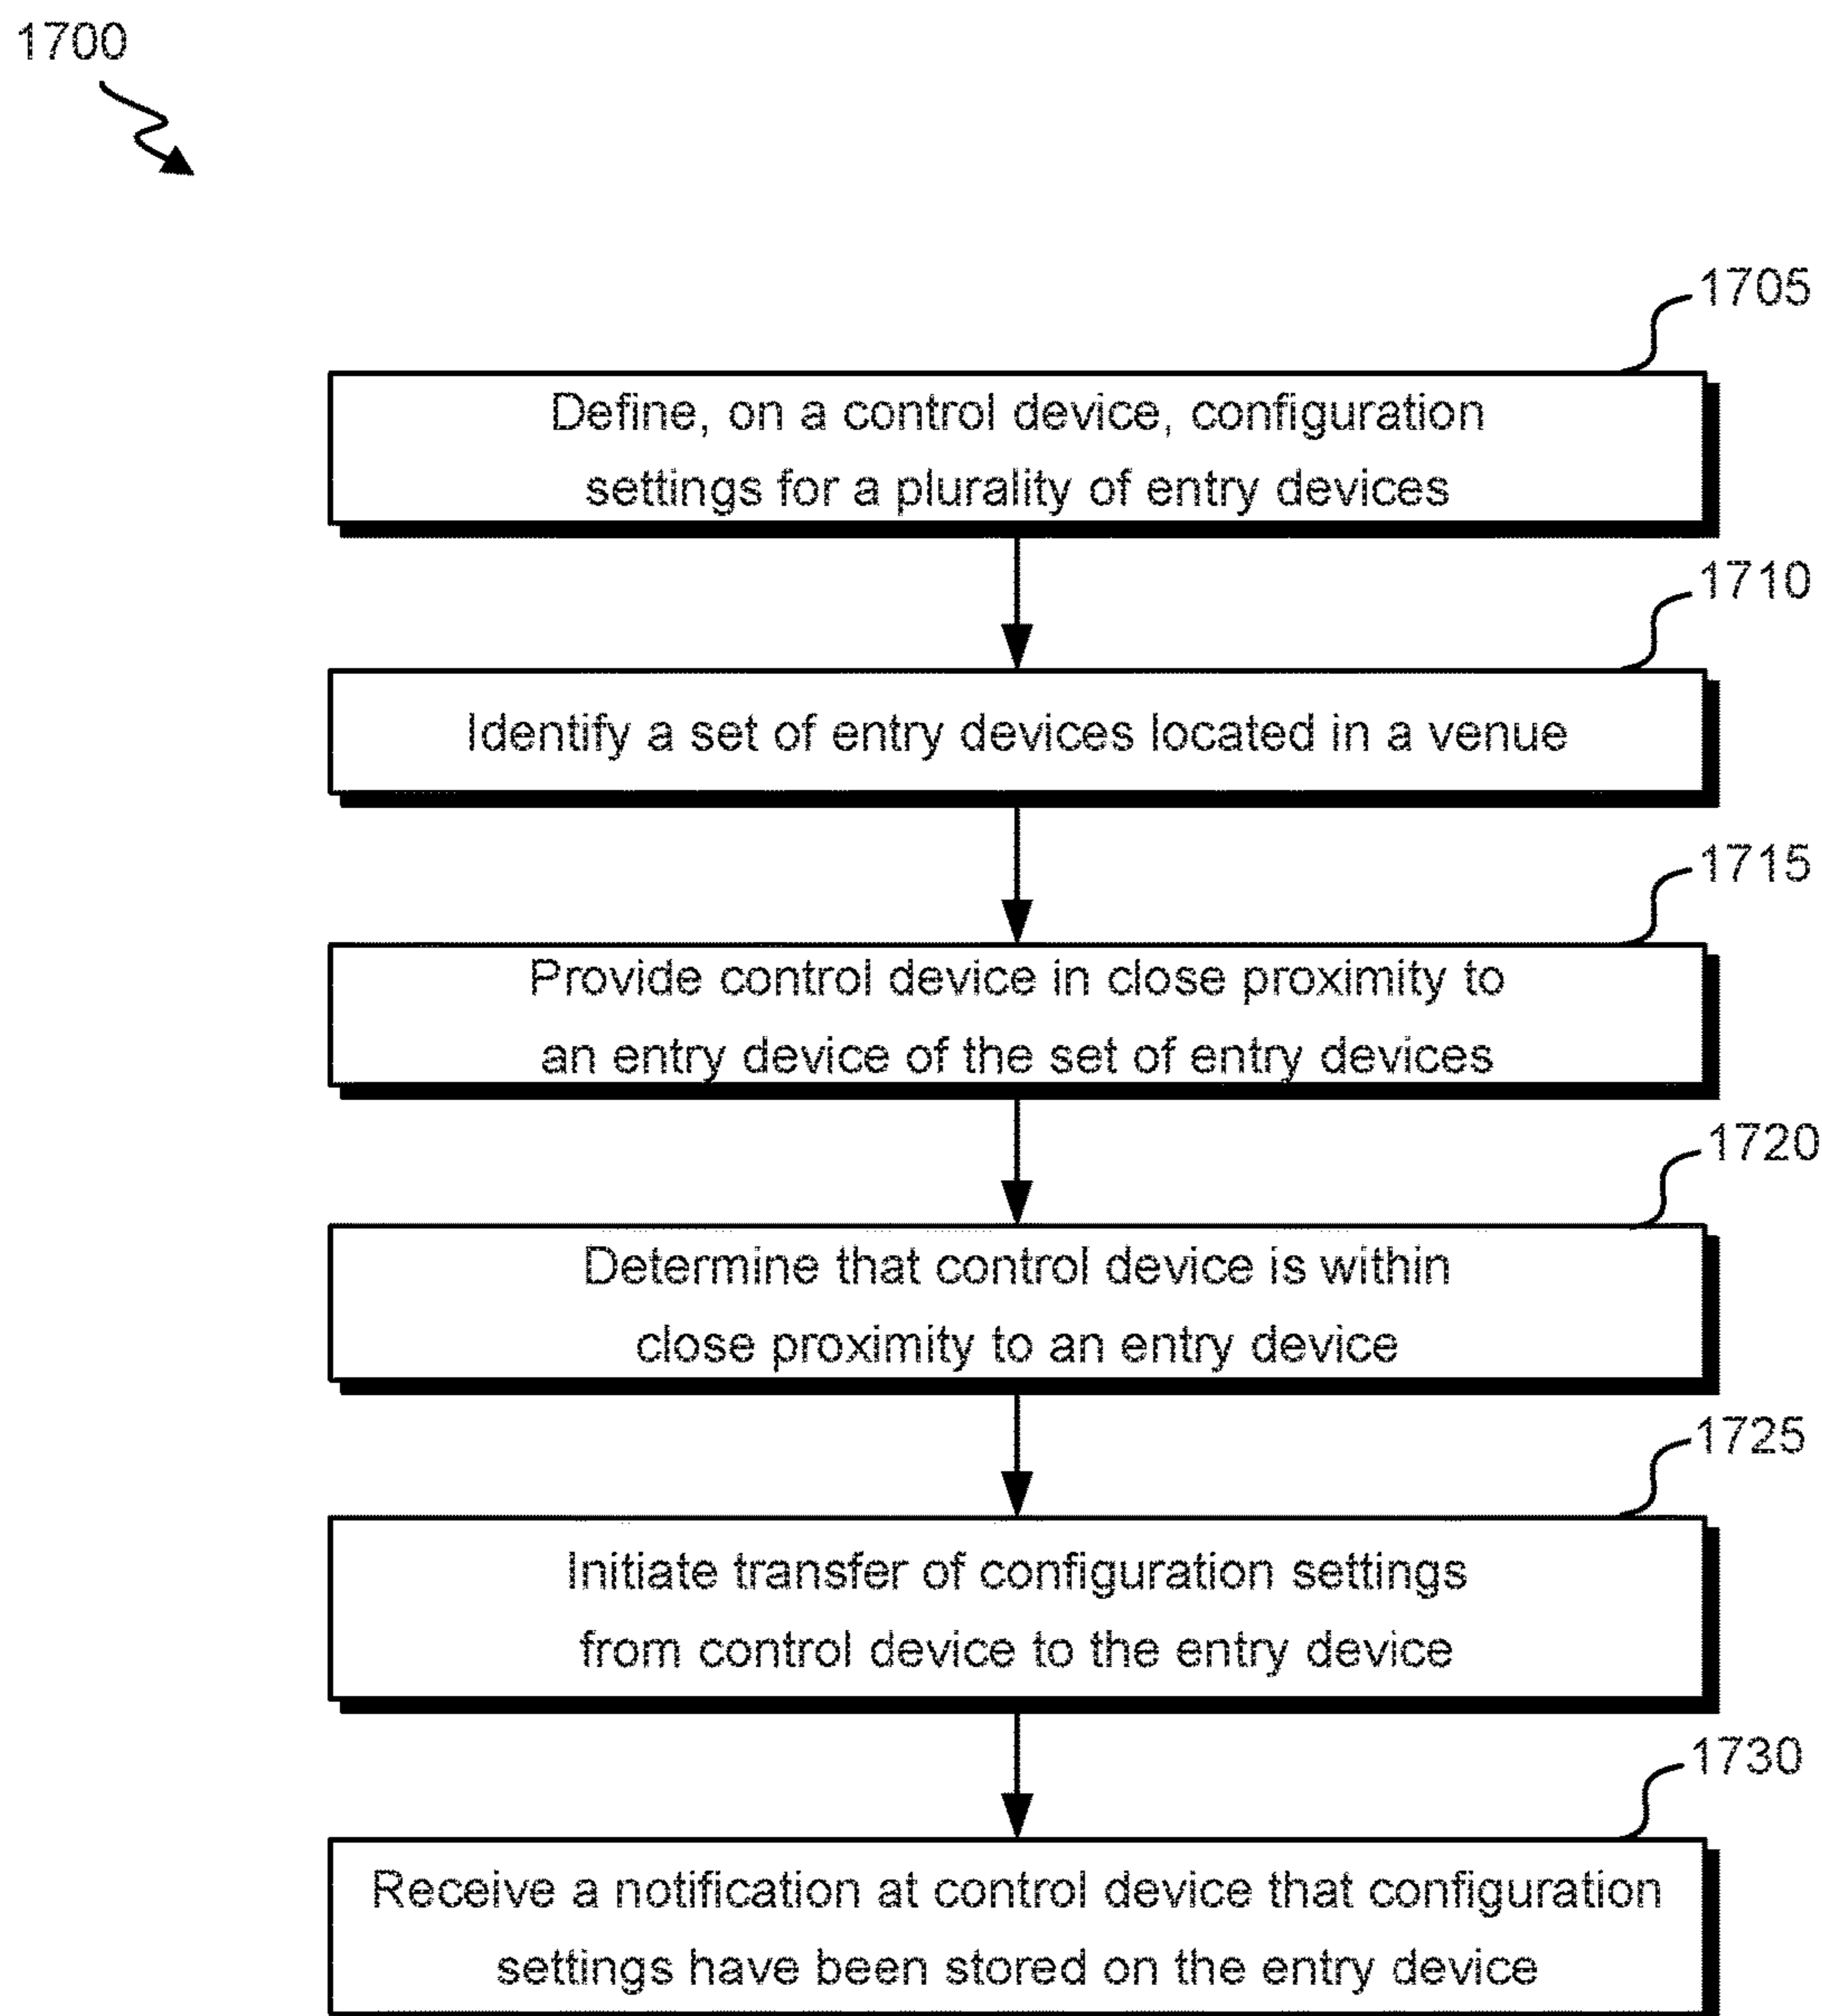 1700
1705
Define, on a control device, configuration
settings for a plurality of entry devices
1710
Identify a set of entry devices located in a venue
1715
Provide control device in close proximity to
an entry device of the set of entry devices
1720
Determine that control device is within
close proximity to an entry device
1725
Initiate transfer of configuration settings
from control device to the entry device
1730
Receive a notification at control device that configuration
settings have been stored on the entry device